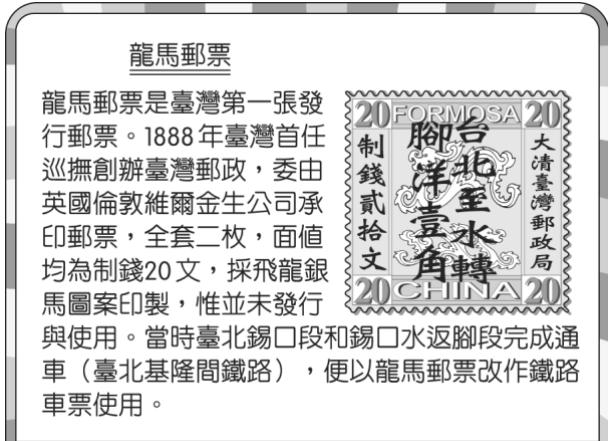 龍馬郵票
龍馬郵票是臺灣第一張發
行郵票。1888年臺灣首任
巡撫創辦臺灣郵政，委由
英國倫敦維爾金生公司承
印郵票，全套二枚，面值
均為制錢20文，採飛龍銀
馬圖案印製，惟並未發行
與使用。當時臺北錫口段和錫口水返腳段完成通
車（臺北基隆間鐵路），便以龍馬郵票改作鐵路
車票使用。
20 FORMOSA 20
大清臺灣郵政局
台北至水轉
腳洋壹角
制錢貳拾文
20 CHINA 20